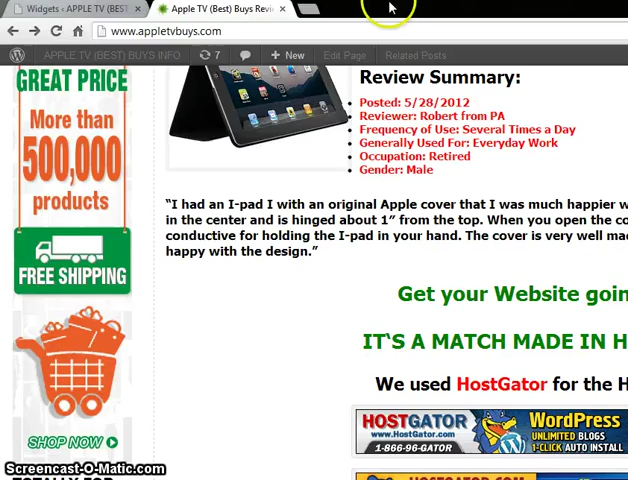 Widgets ‹ APPLE TV (BEST
Apple TV (Best) Buys Revi
www.appletvbuys.com
APPLE TV (BEST) BUYS INFO
7
+ New
Edit Page
Related Posts
GREAT PRICE
More than
500,000
products
FREE SHIPPING
SHOP NOW
Review Summary:
Posted: 5/28/2012
Reviewer: Robert from PA
Frequency of Use: Several Times a Day
Generally Used For: Everyday Work
Occupation: Retired
Gender: Male
“I had an I-pad I with an original Apple cover that I was much happier w
in the center and is hinged about 1” from the top. When you open the co
conductive for holding the I-pad in your hand. The cover is very well mad
happy with the design.”
Get your Website goin
IT‘S A MATCH MADE IN H
We used HostGator for the H
HOSTGATOR
www.HostGator.com
1-866-96-GATOR
WordPress
UNLIMITED BLOGS
1-CLICK AUTO INSTALL
HOSTGATOR.COM
Screencast-O-Matic.com
TOTALLY FOR